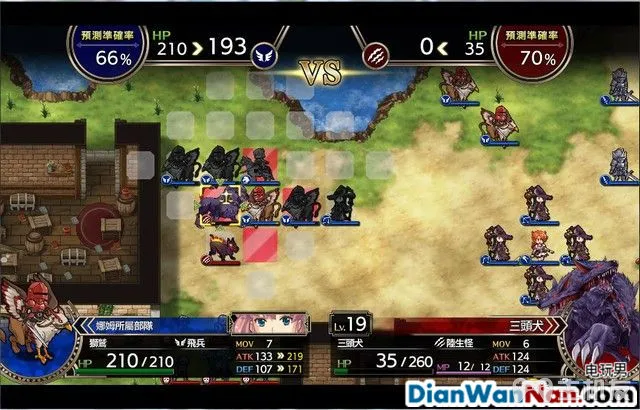 預測準確率
66%
HP
210 193
VS
HP
0 35
預測準確率
70%
娜姆所屬部隊
獅鷲 飛兵
HP 210/210
MOV 7
ATK 133 219
DEF 107 171
Lv.19
三頭犬
三頭犬 陸生怪
HP 35/260
MP 12/12
MOV 6
ATK 124
DEF 124
电玩男
DianWanNan.com